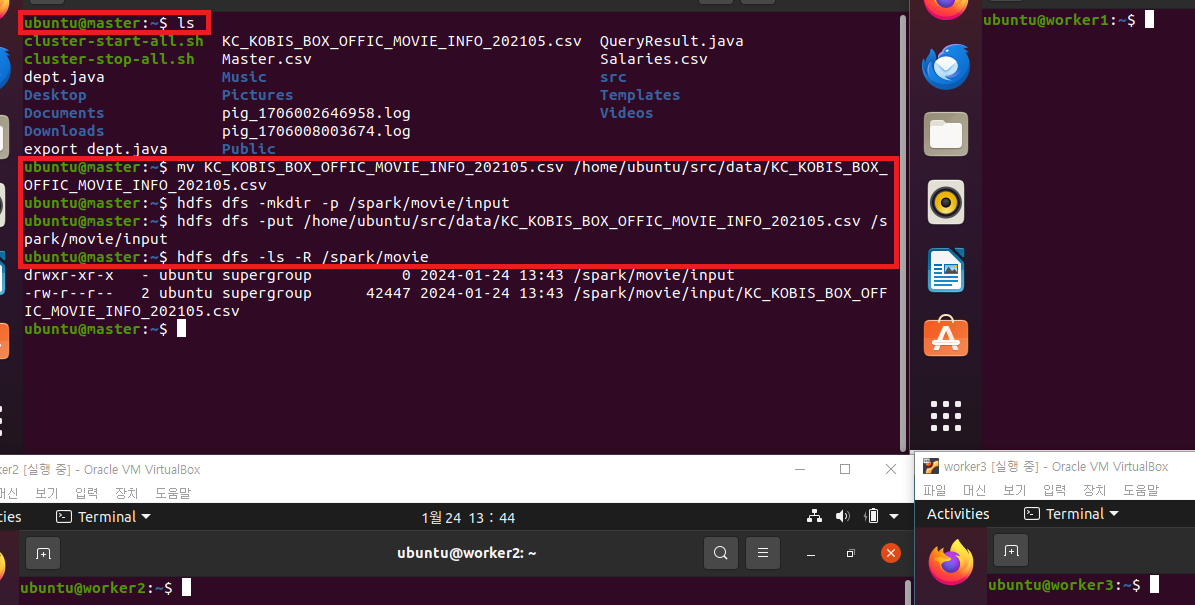 ubuntu@master:~$ ls
cluster-start-all.sh  KC_KOBIS_BOX_OFFIC_MOVIE_INFO_202105.csv  QueryResult.java
cluster-stop-all.sh   Master.csv                                Salaries.csv
dept.java             Music                                     src
Desktop               Pictures                                  Templates
Documents             pig_1706002646958.log                     Videos
Downloads             pig_1706008003674.log
export dept.java      Public
ubuntu@master:~$ mv KC_KOBIS_BOX_OFFIC_MOVIE_INFO_202105.csv /home/ubuntu/src/data/KC_KOBIS_BOX_
OFFIC_MOVIE_INFO_202105.csv
ubuntu@master:~$ hdfs dfs -mkdir -p /spark/movie/input
ubuntu@master:~$ hdfs dfs -put /home/ubuntu/src/data/KC_KOBIS_BOX_OFFIC_MOVIE_INFO_202105.csv /s
park/movie/input
ubuntu@master:~$ hdfs dfs -ls -R /spark/movie
drwxr-xr-x   - ubuntu supergroup          0 2024-01-24 13:43 /spark/movie/input
-rw-r--r--   2 ubuntu supergroup      42447 2024-01-24 13:43 /spark/movie/input/KC_KOBIS_BOX_OFF
IC_MOVIE_INFO_202105.csv
ubuntu@master:~$
ubuntu@worker1:~$
ker2 [실행 중] - Oracle VM VirtualBox
머신 보기 입력 장치 도움말
ties Terminal 1월 24 13 : 44
ubuntu@worker2: ~
ubuntu@worker2:~$
worker3 [실행 중] - Oracle VM VirtualBox
파일 머신 보기 입력 장치 도움말
Activities Terminal
ubuntu@worker3:~$